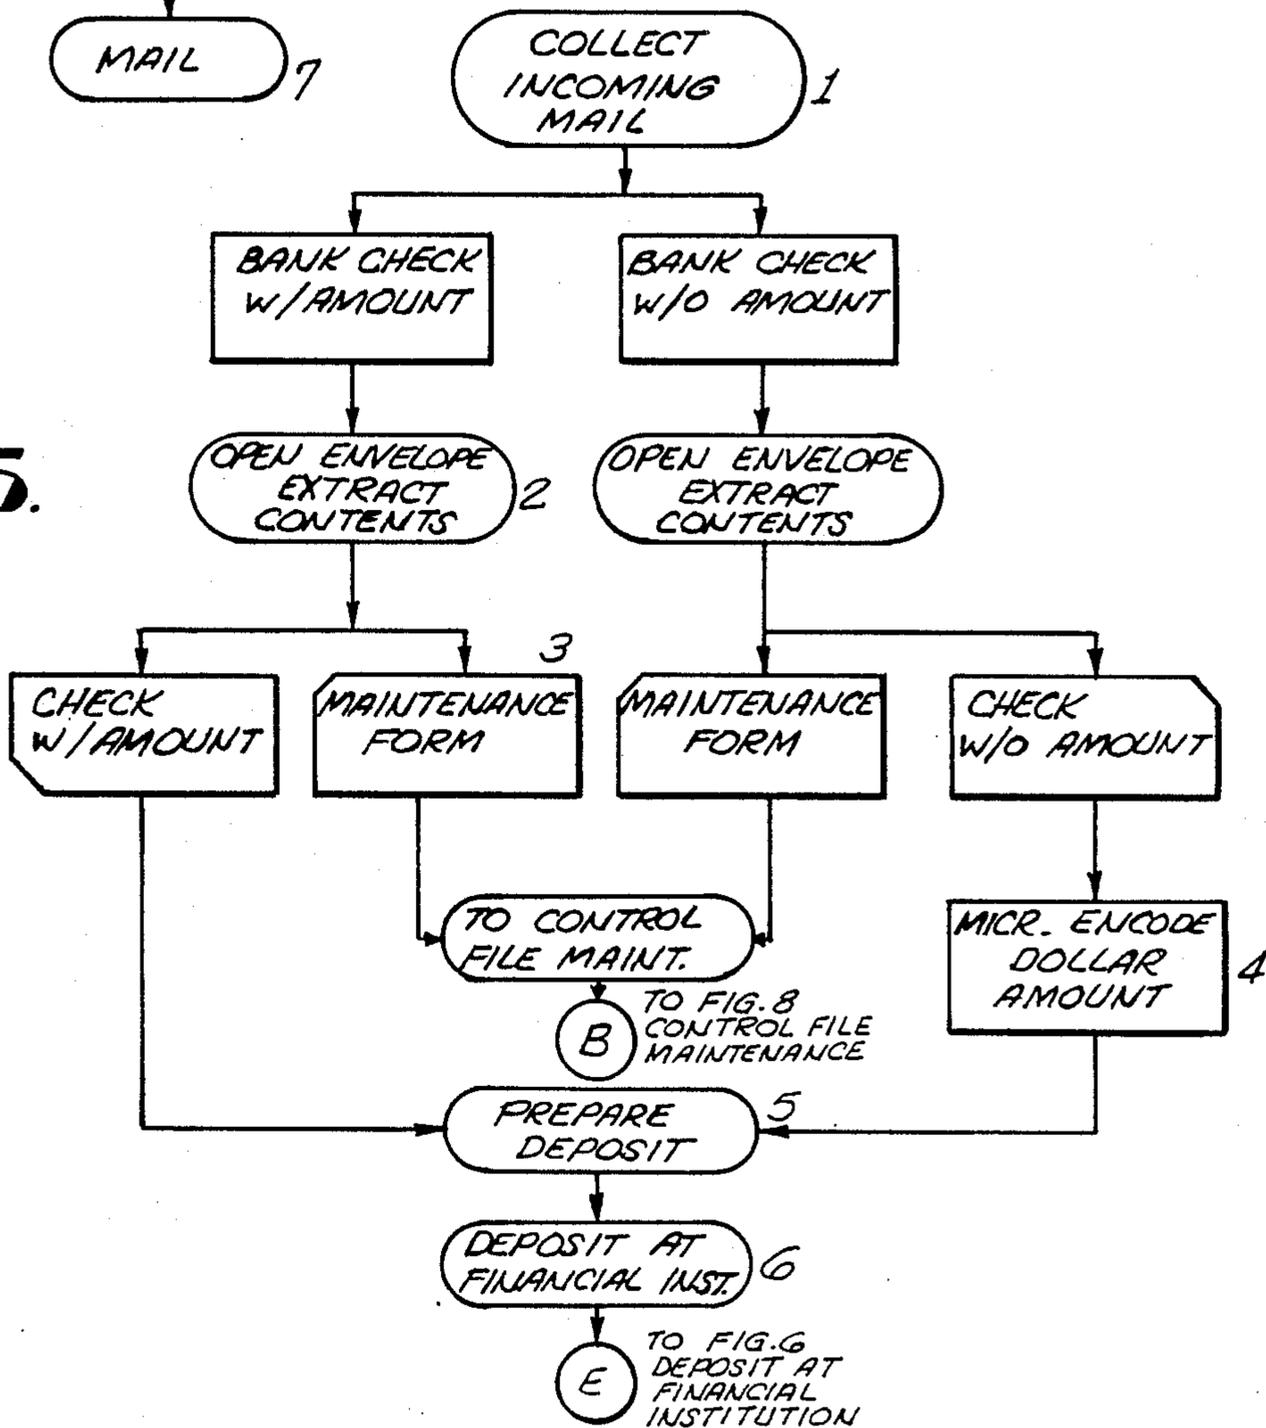 MAIL
7
COLLECT
INCOMING
MAIL
1
BANK CHECK
W/AMOUNT
BANK CHECK
W/O AMOUNT
5.
OPEN ENVELOPE
EXTRACT
CONTENTS
2
OPEN ENVELOPE
EXTRACT
CONTENTS
CHECK
W/AMOUNT
3
MAINTENANCE
FORM
MAINTENANCE
FORM
CHECK
W/O AMOUNT
TO CONTROL
FILE MAINT.
MICR. ENCODE
DOLLAR
AMOUNT
4
B
TO FIG.8
CONTROL FILE
MAINTENANCE
PREPARE
DEPOSIT
5
DEPOSIT AT
FINANCIAL INST.
6
E
TO FIG.6
DEPOSIT AT
FINANCIAL
INSTITUTION